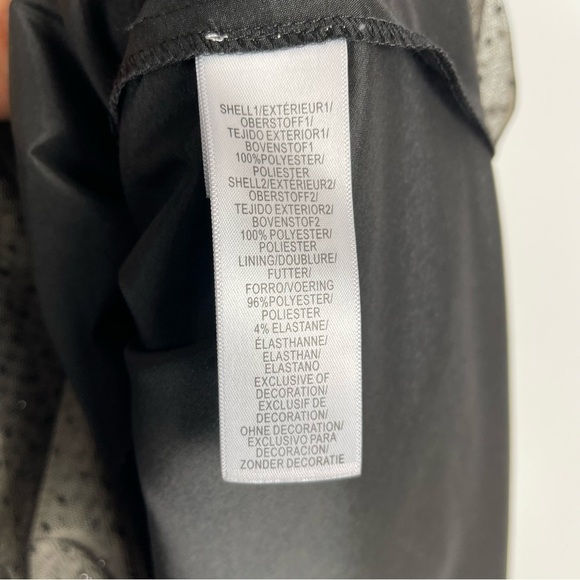 SHELL1/EXTÉRIEUR1/
OBERSTOFF1/
TEJIDO EXTERIOR1/
BOVENSTOF1
100%POLYESTER/
POLIESTER
SHELL2/EXTÉRIEUR2/
OBERSTOFF2/
TEJIDO EXTERIOR2/
BOVENSTOF2
100% POLYESTER/
POLIESTER
LINING/DOUBLURE/
FUTTER/
FORRO/VOERING
96%POLYESTER/
POLIESTER
4% ELASTANE/
ÉLASTHANNE/
ELASTHAN/
ELASTANO
EXCLUSIVE OF
DECORATION/
EXCLUSIF DE
DECORATION/
OHNE DECORATION/
EXCLUSIVO PARA
DECORACION/
ZONDER DECORATIE